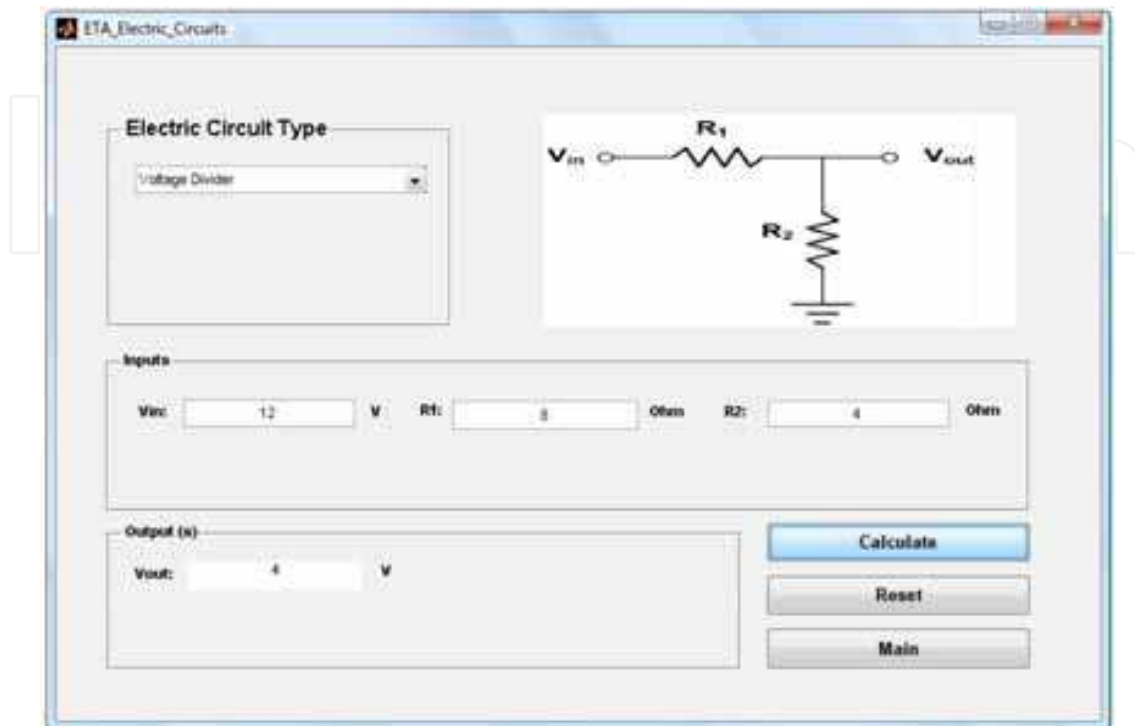 ETA_Electric_Circuits
Electric Circuit Type
Voltage Divider
R₁
Vin
Vout
R₂
Inputs
Vin: 12 V R1: 8 Ohm R2: 4 Ohm
Output (s)
Vout: 4 V
Calculate
Reset
Main